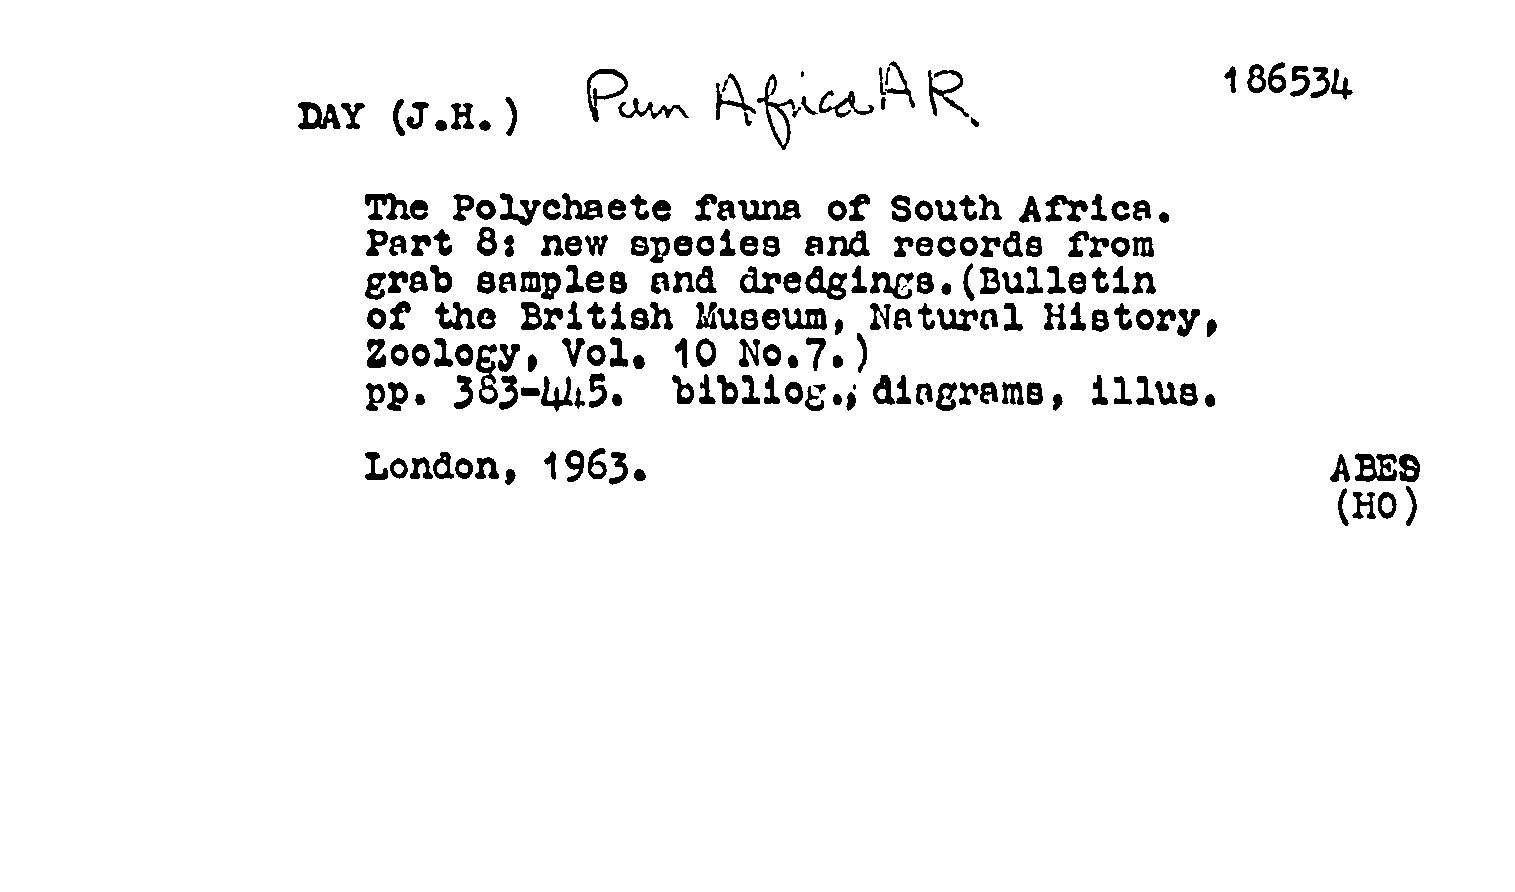 186534
DAY (J.H.) Pam Africa A R.
The Polychaete fauna of South Africa.
Part 8: new species and records from
grab samples and dredgings.(Bulletin
of the British Museum, Natural History,
Zoology, Vol. 10 No.7.)
pp. 383-445. bibliog., diagrams, illus.
London, 1963.
ABES
(HO)